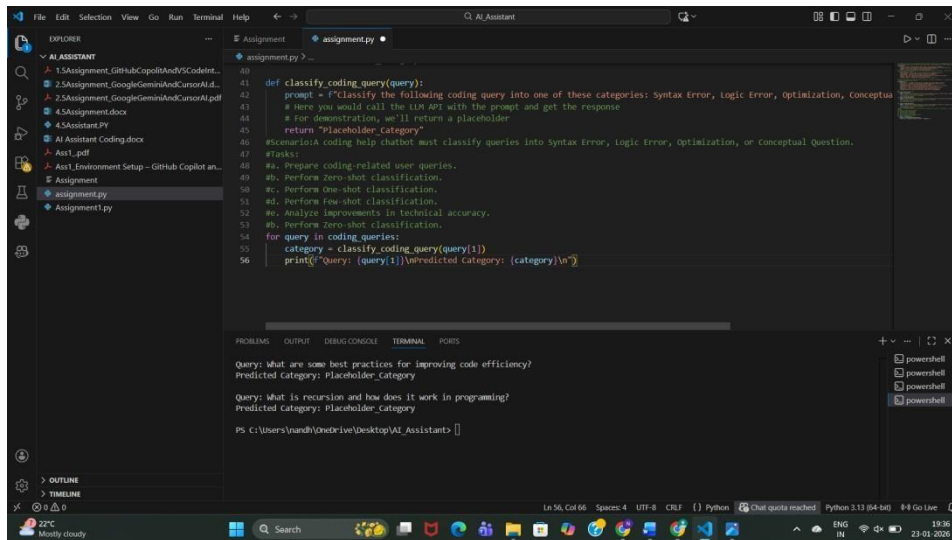 File Edit Selection View Go Run Terminal Help
AI_Assistant
EXPLORER
AI_ASSISTANT
1.5Assignment_GitHubCopolitAndVSCodeInt...
2.5Assignment_GoogleGeminiAndCursorAI.d...
2.5Assignment_GoogleGeminiAndCursorAI.pdf
4.5Assignment.docx
4.5Assistant.PY
AI Assistant Coding.docx
Ass1_.pdf
Ass1_Environment Setup – GitHub Copilot an...
Assignment
assignment.py
Assignment1.py
OUTLINE
TIMELINE
Assignment
assignment.py
assignment.py > ...
40
41 def classify_coding_query(query):
42 prompt = f"Classify the following coding query into one of these categories: Syntax Error, Logic Error, Optimization, Conceptua
43 # Here you would call the LLM API with the prompt and get the response
44 # For demonstration, we'll return a placeholder
45 return "Placeholder_Category"
46 #Scenario:A coding help chatbot must classify queries into Syntax Error, Logic Error, Optimization, or Conceptual Question.
47 #Tasks:
48 #a. Prepare coding-related user queries.
49 #b. Perform Zero-shot classification.
50 #c. Perform One-shot classification.
51 #d. Perform Few-shot classification.
52 #e. Analyze improvements in technical accuracy.
53 #b. Perform Zero-shot classification.
54 for query in coding_queries:
55 category = classify_coding_query(query[1])
56 print(f"Query: {query[1]}\nPredicted Category: {category}\n")
PROBLEMS OUTPUT DEBUG CONSOLE TERMINAL PORTS
Query: What are some best practices for improving code efficiency?
Predicted Category: Placeholder_Category
Query: What is recursion and how does it work in programming?
Predicted Category: Placeholder_Category
PS C:\Users\nandh\OneDrive\Desktop\AI_Assistant>
powershell
powershell
powershell
powershell
0 0 Ln 56, Col 66 Spaces: 4 UTF-8 CRLF {} Python Chat quota reached Python 3.13 (64-bit) Go Live
22°C
Mostly cloudy
Search
ENG
IN
19:36
23-01-2026